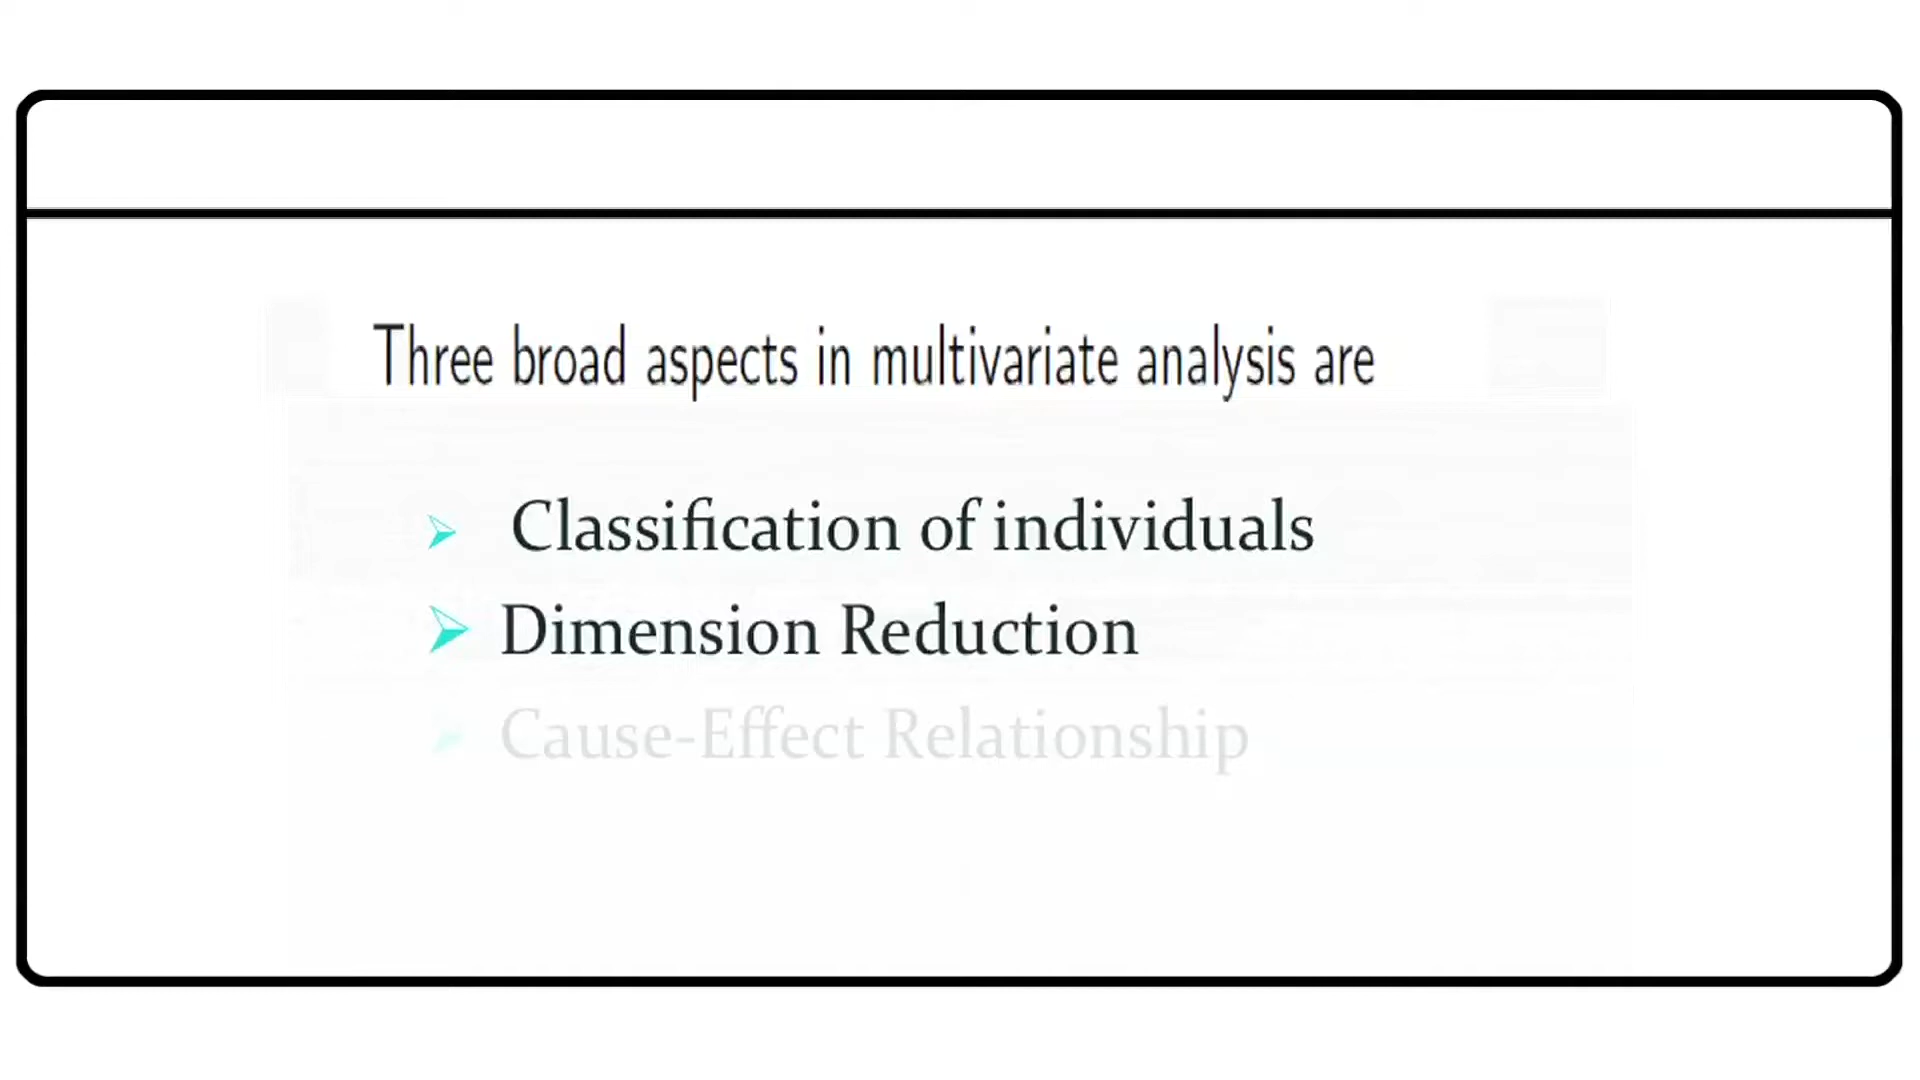 Three broad aspects in multivariate analysis are
Classification of individuals
Dimension Reduction
Cause-Effect Relationship